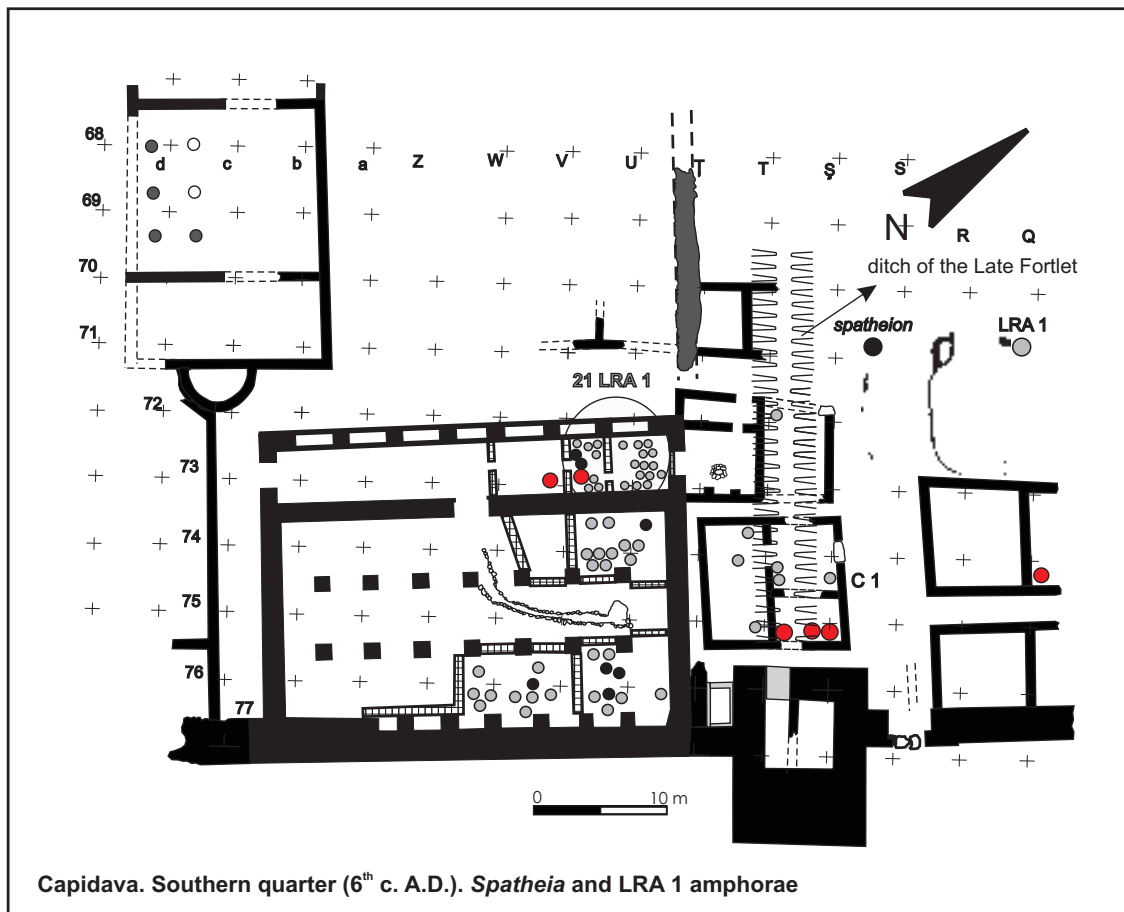 68
d c b a Z W V U Ț T Ș S
69
N R Q
70
ditch of the Late Fortlet
71
spatheion LRA 1
21 LRA 1
72
73
74
C 1
75
76
77
0 10 m
Capidava. Southern quarter (6th c. A.D.). Spatheia and LRA 1 amphorae